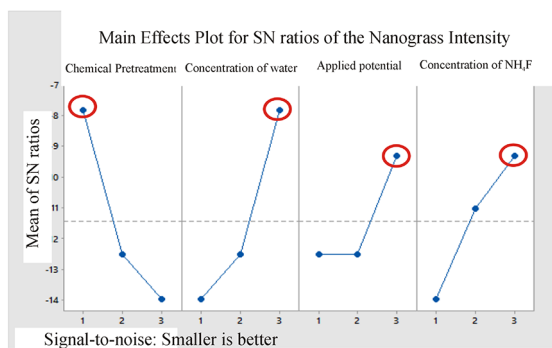 Main Effects Plot for SN ratios of the Nanograss Intensity
Chemical Pretreatment Concentration of water Applied potential Concentration of NH₄F
Mean of SN ratios
-7
-8
9
0
11
2
-13
-14
1 2 3 1 2 3 1 2 3 1 2 3
Signal-to-noise: Smaller is better